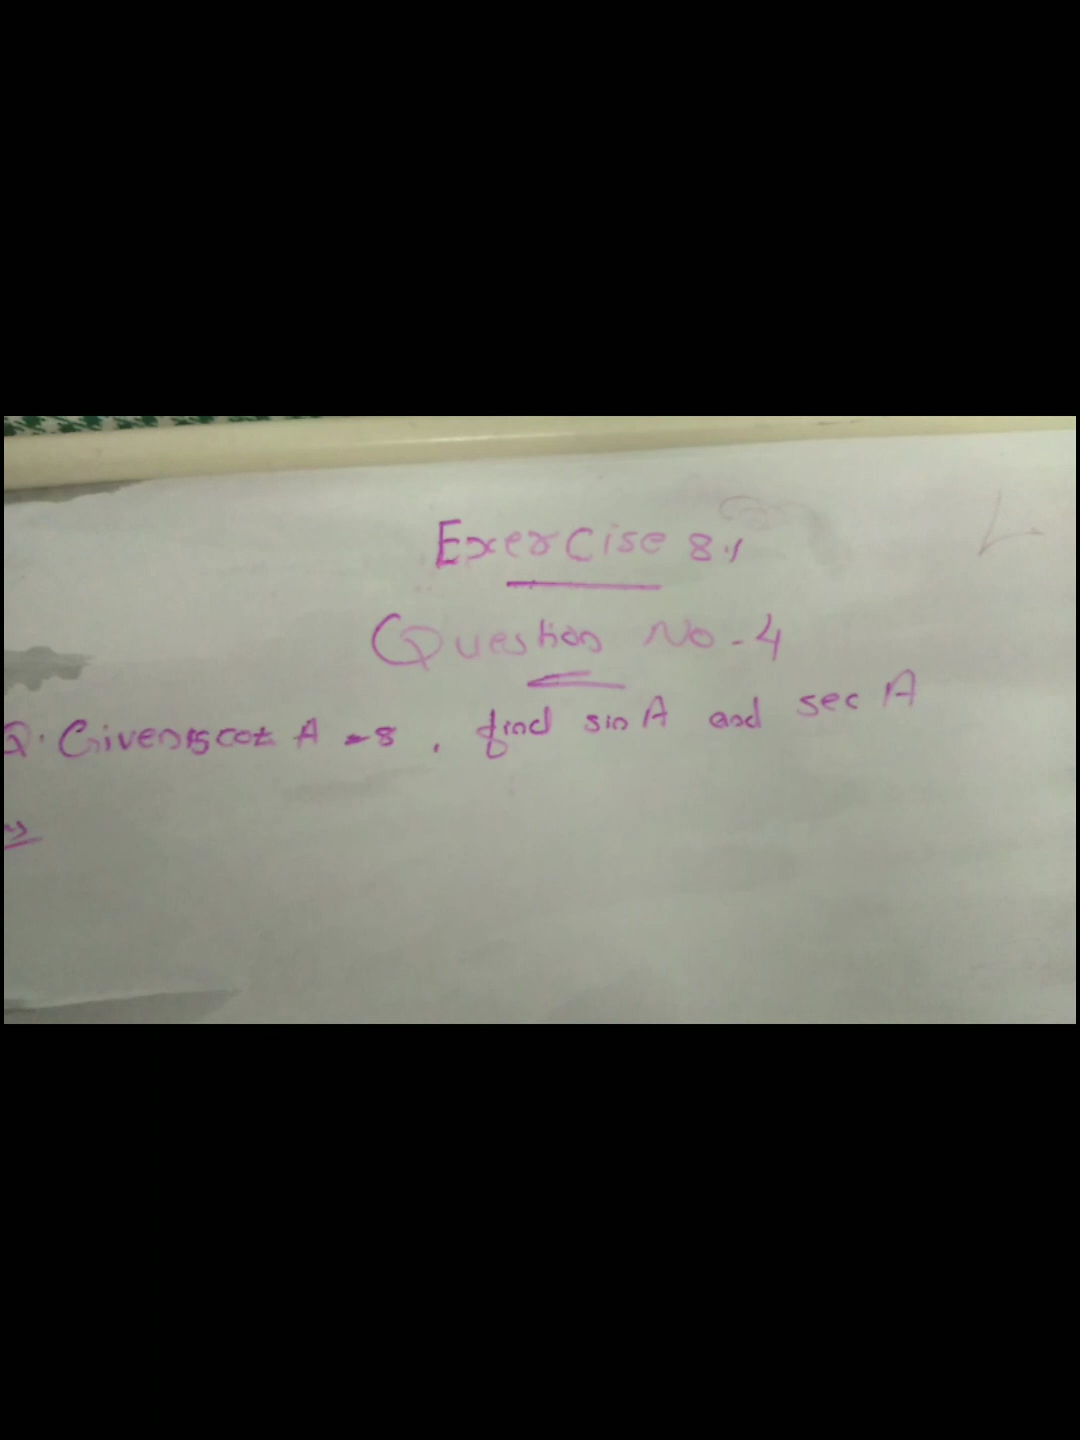 Exercise 8.1
Question No-4
Q. Given 15 cot A = 8, find sin A and sec A